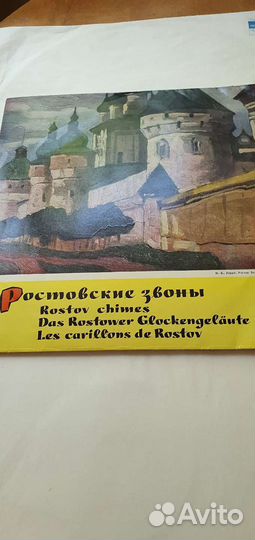 Ростовские звоны
Rostov chimes
Das Rostower Glockengeläute
Les carillons de Rostov
Avito